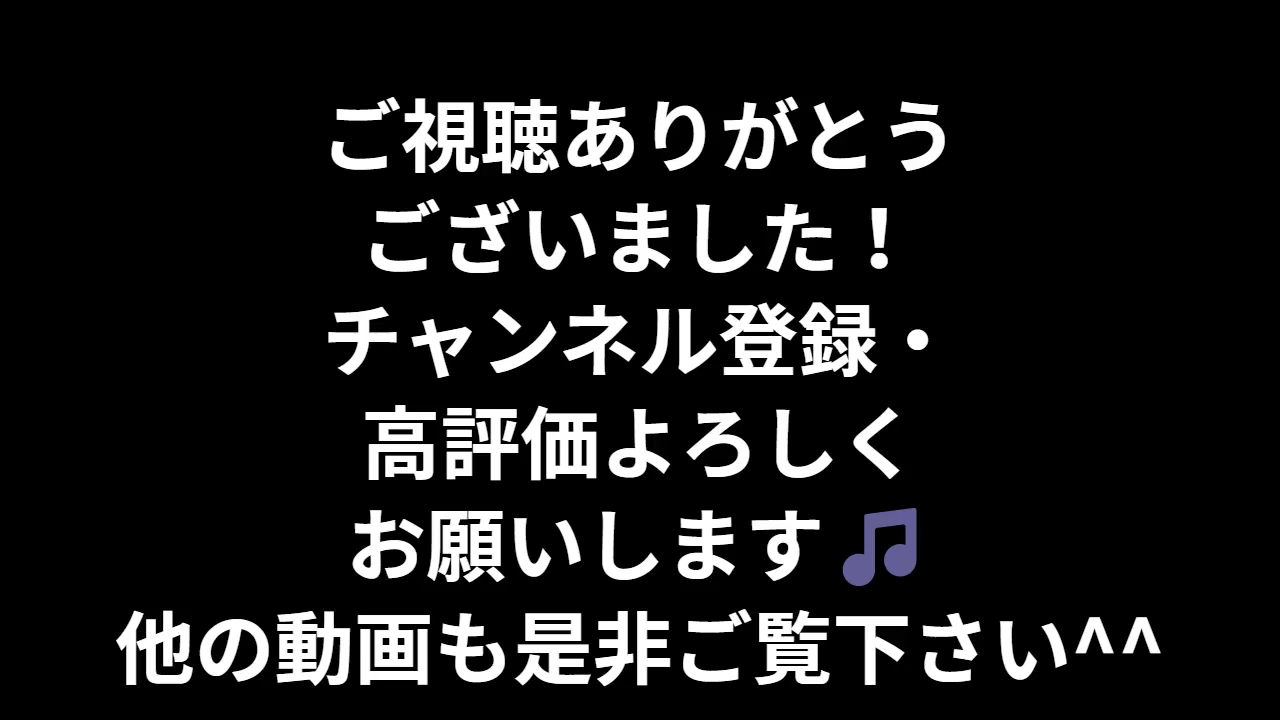 ご視聴ありがとう
ございました！
チャンネル登録・
高評価よろしく
お願いします🎵
他の動画も是非ご覧下さい^^